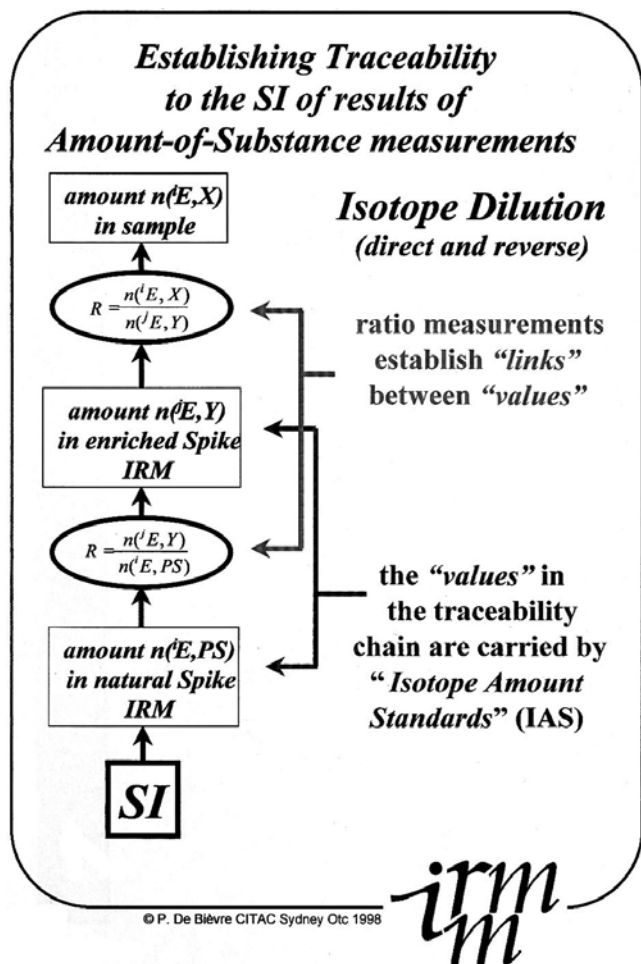 Establishing Traceability
to the SI of results of
Amount-of-Substance measurements
amount n(ⁱE,X)
in sample
Isotope Dilution
(direct and reverse)
R = n(ⁱE, X) / n(ʲE, Y)
ratio measurements
establish "links"
between "values"
amount n(ʲE,Y)
in enriched Spike
IRM
R = n(ʲE, Y) / n(ⁱE, PS)
the "values" in
the traceability
chain are carried by
"Isotope Amount
Standards" (IAS)
amount n(ⁱE,PS)
in natural Spike
IRM
SI
© P. De Bièvre CITAC Sydney Otc 1998
irmm